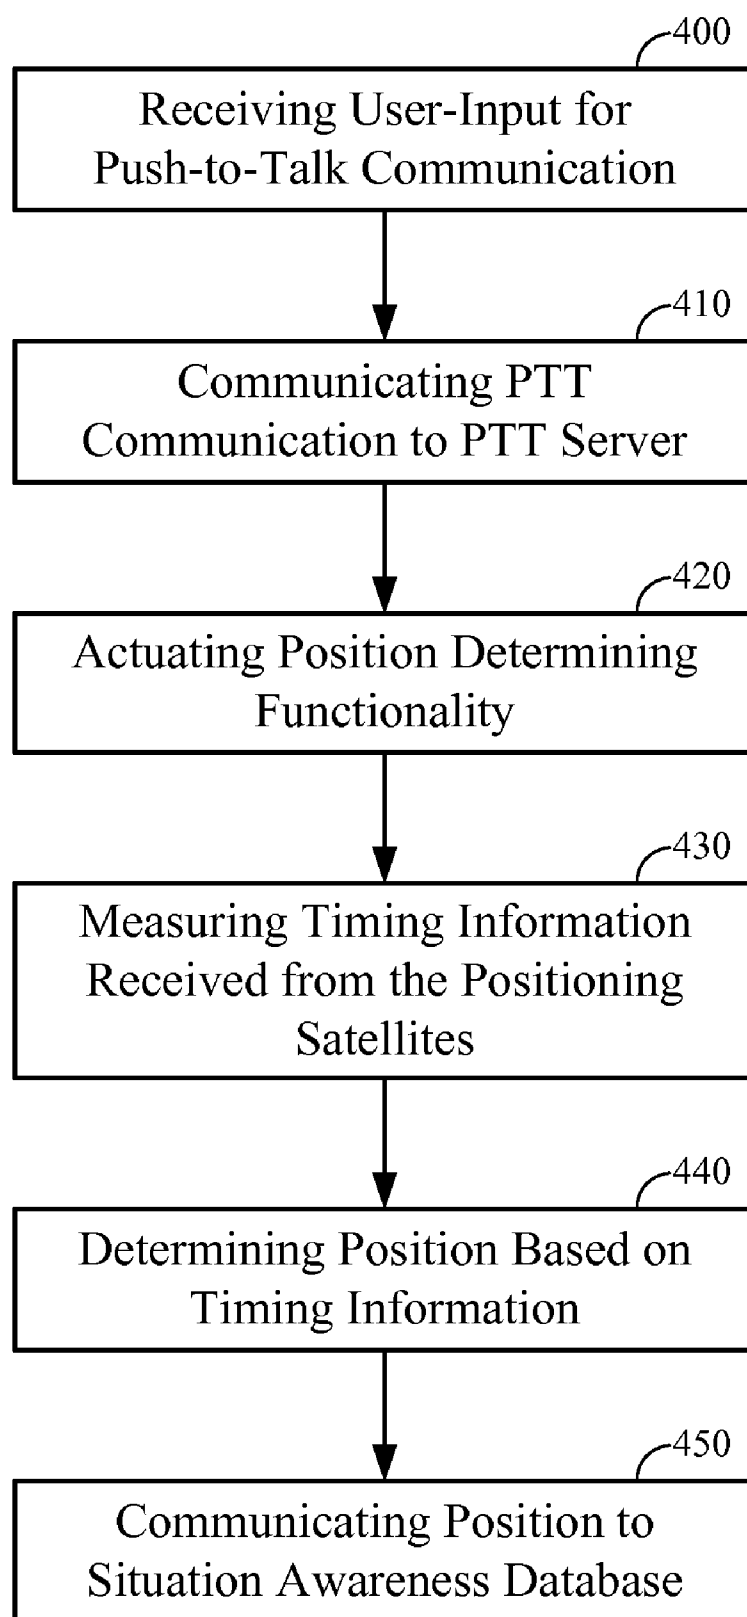 400
Receiving User-Input for
Push-to-Talk Communication
410
Communicating PTT
Communication to PTT Server
420
Actuating Position Determining
Functionality
430
Measuring Timing Information
Received from the Positioning
Satellites
440
Determining Position Based on
Timing Information
450
Communicating Position to
Situation Awareness Database